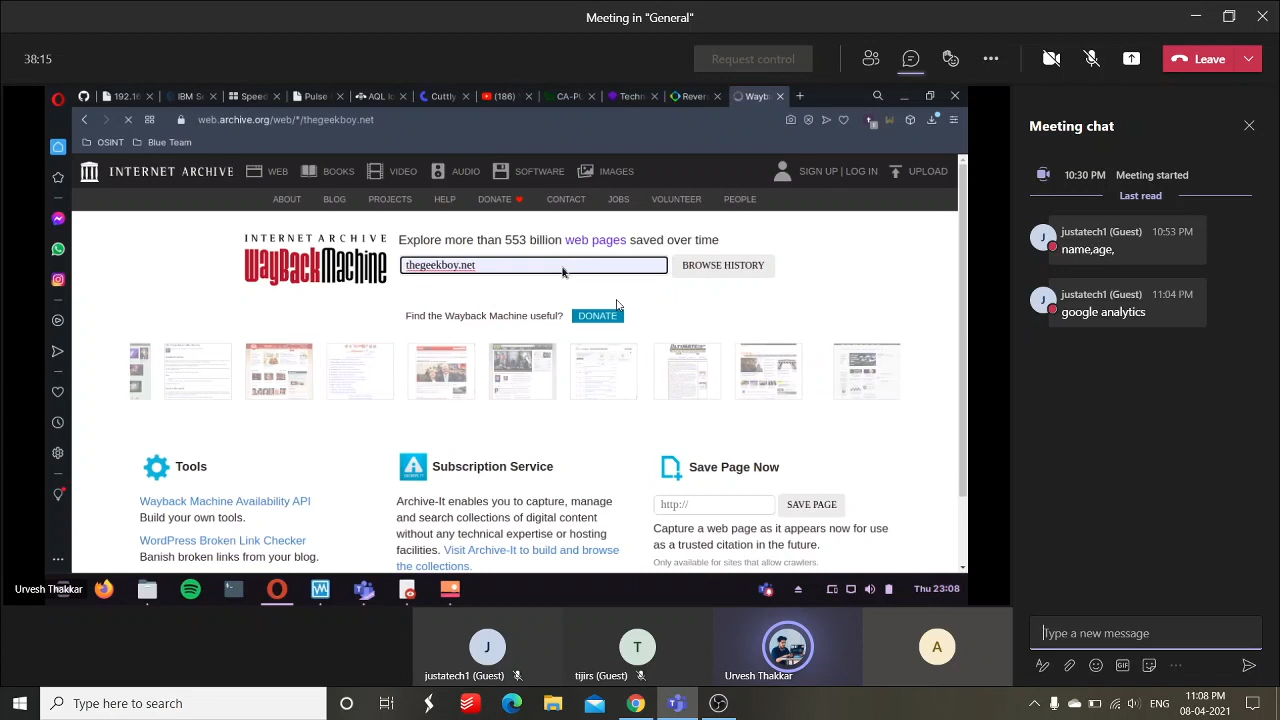 Meeting in "General"
38:15
Request control
Leave
192.16
IBM S
Speed
Pulse
AQL Ic
Cuttly
(186)
CA-PU
Techn
Rever
Wayb
web.archive.org/web/*/thegeekboy.net
OSINT
Blue Team
INTERNET ARCHIVE
WEB
BOOKS
VIDEO
AUDIO
SOFTWARE
IMAGES
SIGN UP | LOG IN
UPLOAD
ABOUT
BLOG
PROJECTS
HELP
DONATE
CONTACT
JOBS
VOLUNTEER
PEOPLE
INTERNET ARCHIVE
WayBackMachine
Explore more than 553 billion web pages saved over time
thegeekboy.net
BROWSE HISTORY
Find the Wayback Machine useful?
DONATE
Tools
Wayback Machine Availability API
Build your own tools.
WordPress Broken Link Checker
Banish broken links from your blog.
Subscription Service
Archive-It enables you to capture, manage
and search collections of digital content
without any technical expertise or hosting
facilities. Visit Archive-It to build and browse
the collections.
Save Page Now
http://
SAVE PAGE
Capture a web page as it appears now for use
as a trusted citation in the future.
Only available for sites that allow crawlers.
Urvesh Thakkar
Thu 23:08
Meeting chat
10:30 PM Meeting started
Last read
J
justatech1 (Guest) 10:53 PM
name,age,
J
justatech1 (Guest) 11:04 PM
google anlytics
Type a new message
GIF
J
justatech1 (Guest)
T
tijirs (Guest)
Urvesh Thakkar
A
Type here to search
ENG
11:08 PM
08-04-2021